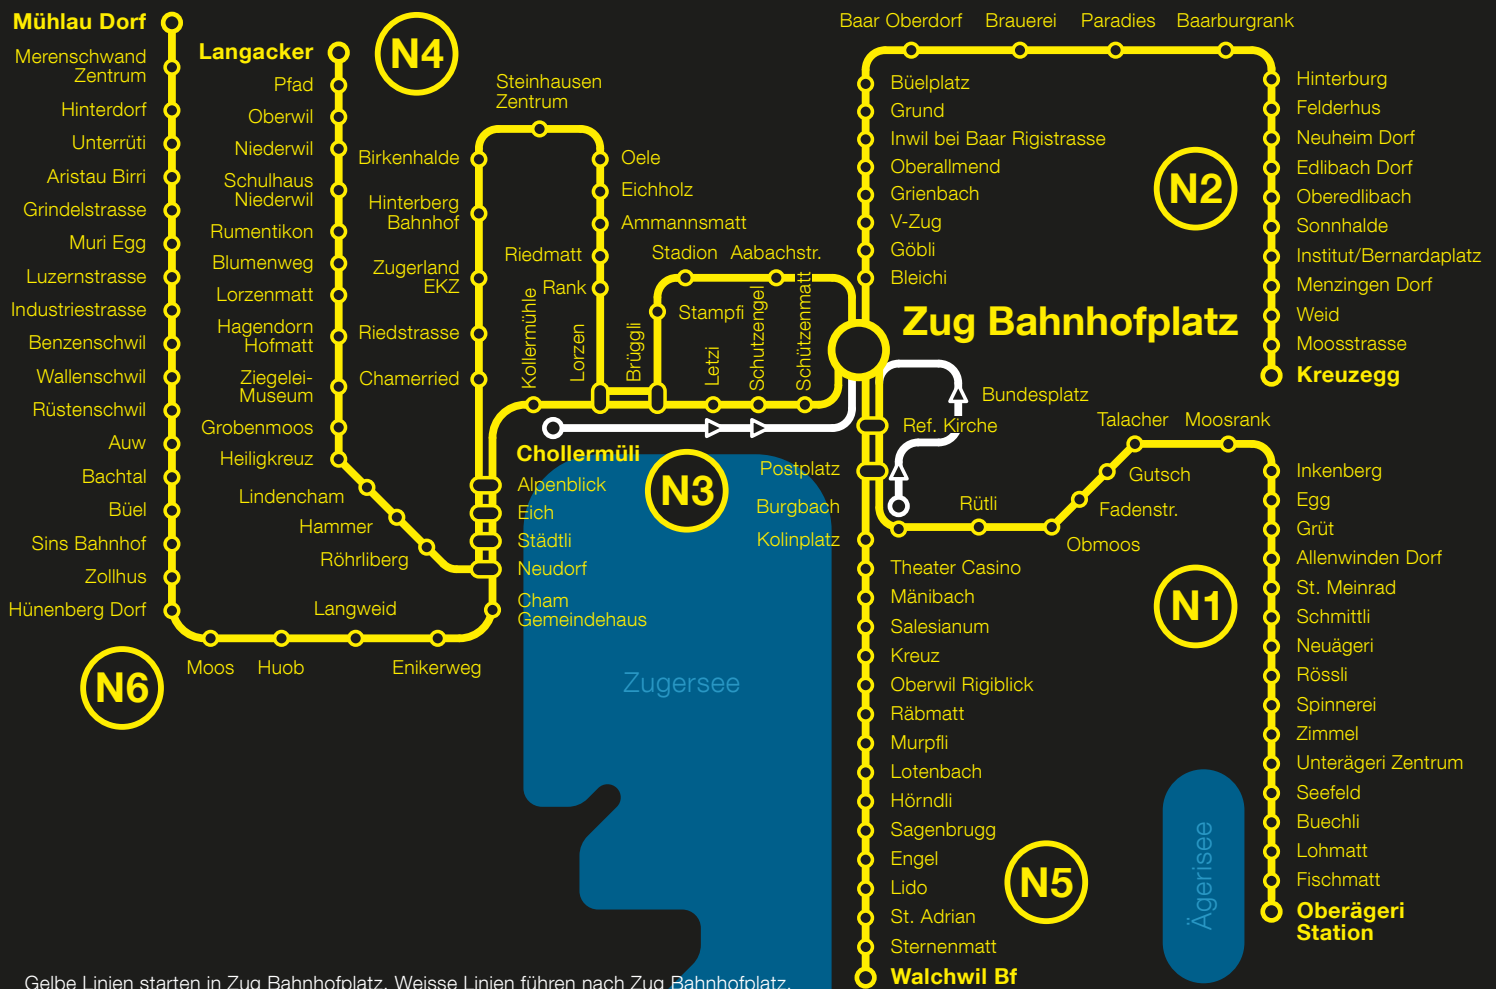 Mühlau Dorf
Merenschwand
Zentrum
Hinterdorf
Unterrüti
Aristau Birri
Grindelstrasse
Muri Egg
Luzernstrasse
Industriestrasse
Benzenschwil
Wallenschwil
Rüstenschwil
Auw
Bachtal
Büel
Sins Bahnhof
Zollhus
Hünenberg Dorf
Moos
Huob
Langweid
Enikerweg
N6
Langacker
N4
Pfad
Oberwil
Niederwil
Schulhaus
Niederwil
Rumentikon
Blumenweg
Lorzenmatt
Hagendorn
Hofmatt
Ziegelei-
Museum
Grobenmoos
Heiligkreuz
Lindencham
Hammer
Röhrliberg
Steinhausen
Zentrum
Birkenhalde
Hinterberg
Bahnhof
Zugerland
EKZ
Riedstrasse
Chamerried
Oele
Eichholz
Ammannsmatt
Riedmatt
Rank
Kollermühle
Lorzen
Brüggli
Stadion
Aabachstr.
Stampfi
Letzi
Schutzengel
Schützenmatt
Chollermüli
N3
Alpenblick
Eich
Städtli
Neudorf
Cham
Gemeindehaus
Zugersee
Baar Oberdorf
Brauerei
Paradies
Baarburgrank
Büelplatz
Grund
Inwil bei Baar Rigistrasse
Oberallmend
Grienbach
V-Zug
Göbli
Bleichi
Zug Bahnhofplatz
N2
Hinterburg
Felderhus
Neuheim Dorf
Edlibach Dorf
Oberedlibach
Sonnhalde
Institut/Bernardaplatz
Menzingen Dorf
Weid
Moosstrasse
Kreuzegg
Bundesplatz
Ref. Kirche
Postplatz
Burgbach
Kolinplatz
Rütli
Obmoos
Fadenstr.
Gutsch
Talacher
Moosrank
Inkenberg
Egg
Grüt
Allenwinden Dorf
St. Meinrad
Schmittli
Neuägeri
Rössli
Spinnerei
Zimmel
Unterägeri Zentrum
Seefeld
Buechli
Lohmatt
Fischmatt
Oberägeri
Station
N1
Ägerisee
Theater Casino
Mänibach
Salesianum
Kreuz
Oberwil Rigiblick
Räbmatt
Murpfli
Lotenbach
Hörndli
Sagenbrugg
Engel
Lido
St. Adrian
Sternenmatt
Walchwil Bf
N5
Gelbe Linien starten in Zug Bahnhofplatz. Weisse Linien führen nach Zug Bahnhofplatz.